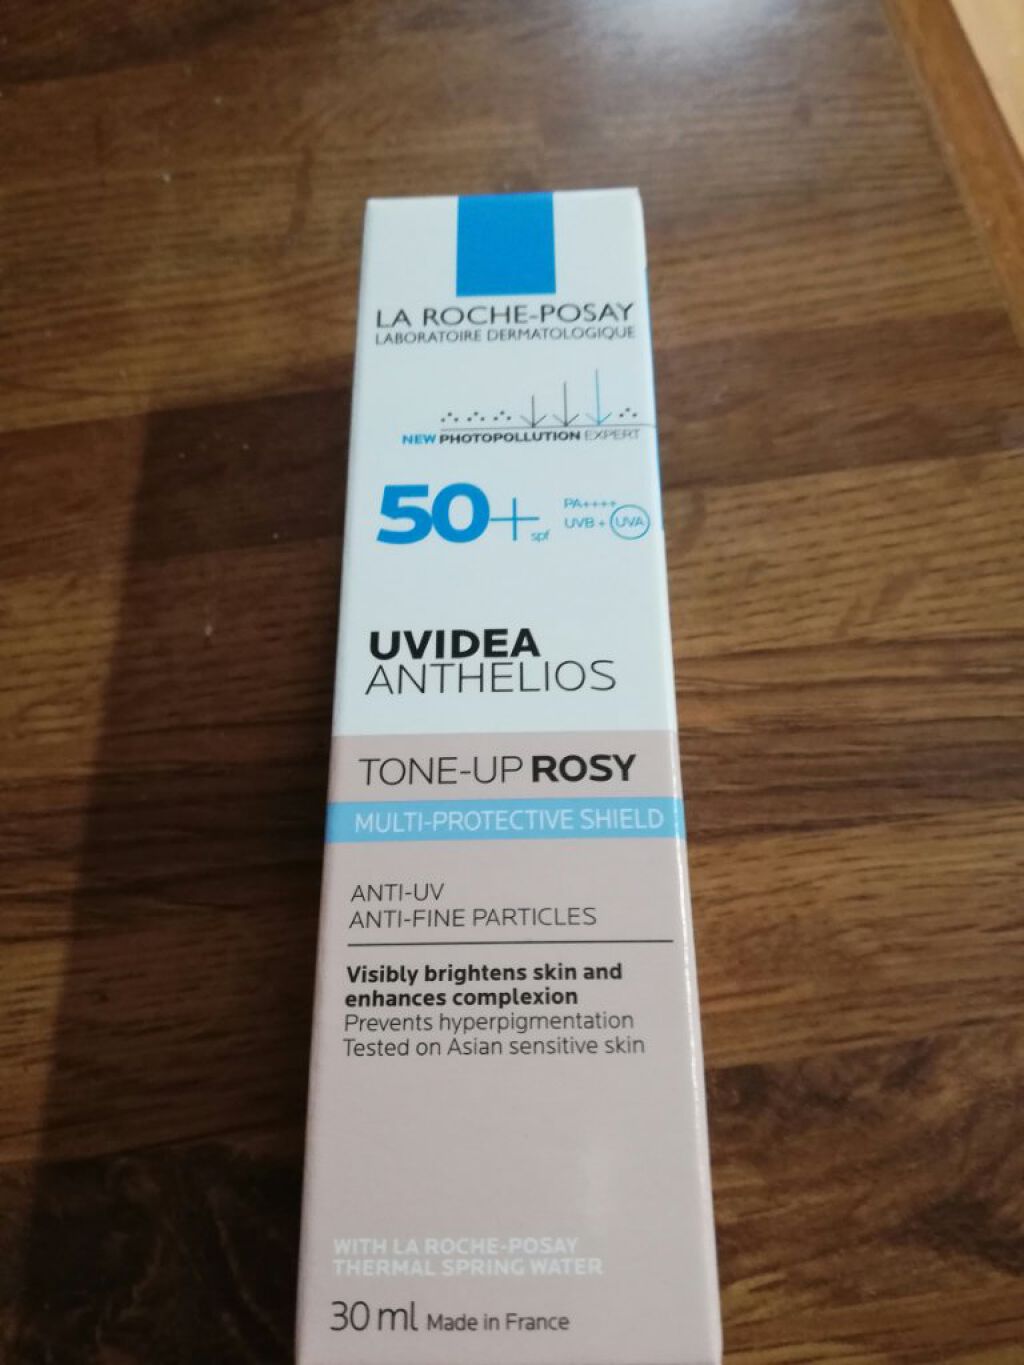 LA ROCHE-POSAY
LABORATOIRE DERMATOLOGIQUE
NEW PHOTOPOLLUTION EXPERT
50+ spf
PA++++
UVB + UVA
UVIDEA
ANTHELIOS
TONE-UP ROSY
MULTI-PROTECTIVE SHIELD
ANTI-UV
ANTI-FINE PARTICLES
Visibly brightens skin and
enhances complexion
Prevents hyperpigmentation
Tested on Asian sensitive skin
WITH LA ROCHE-POSAY
THERMAL SPRING WATER
30 ml Made in France